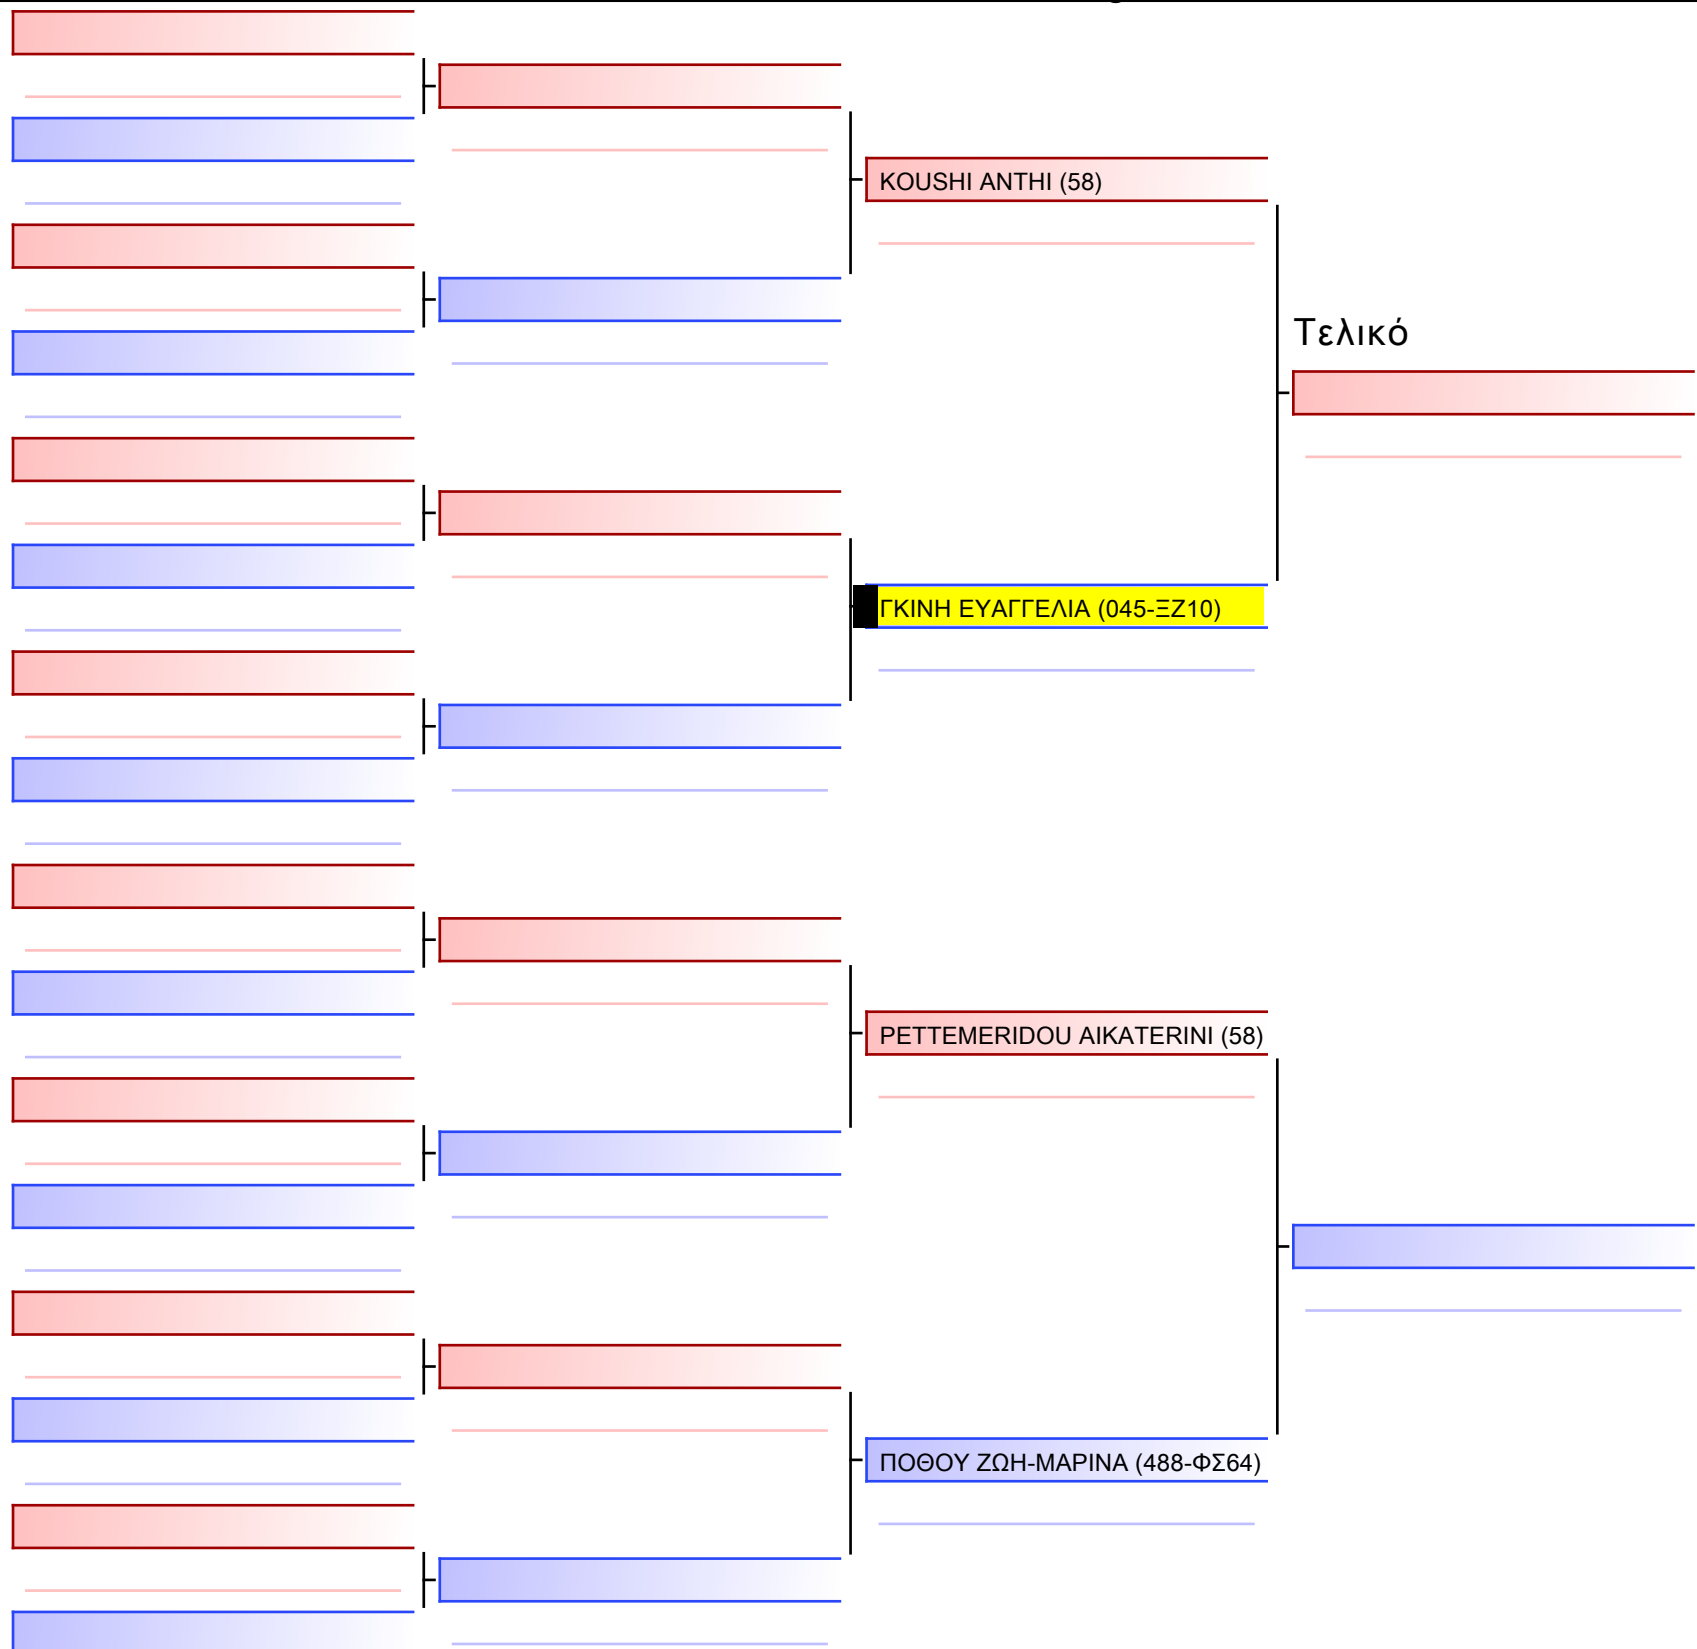 KOUSHI ANTHI (58)
Τελικό
ΓΚΙΝΗ ΕΥΑΓΓΕΛΙΑ (045-ΞΖ10)
PETTEMERIDOU AIKATERINI (58)
ΠΟΘΟΥ ΖΩΗ-ΜΑΡΙΝΑ (488-ΦΣ64)